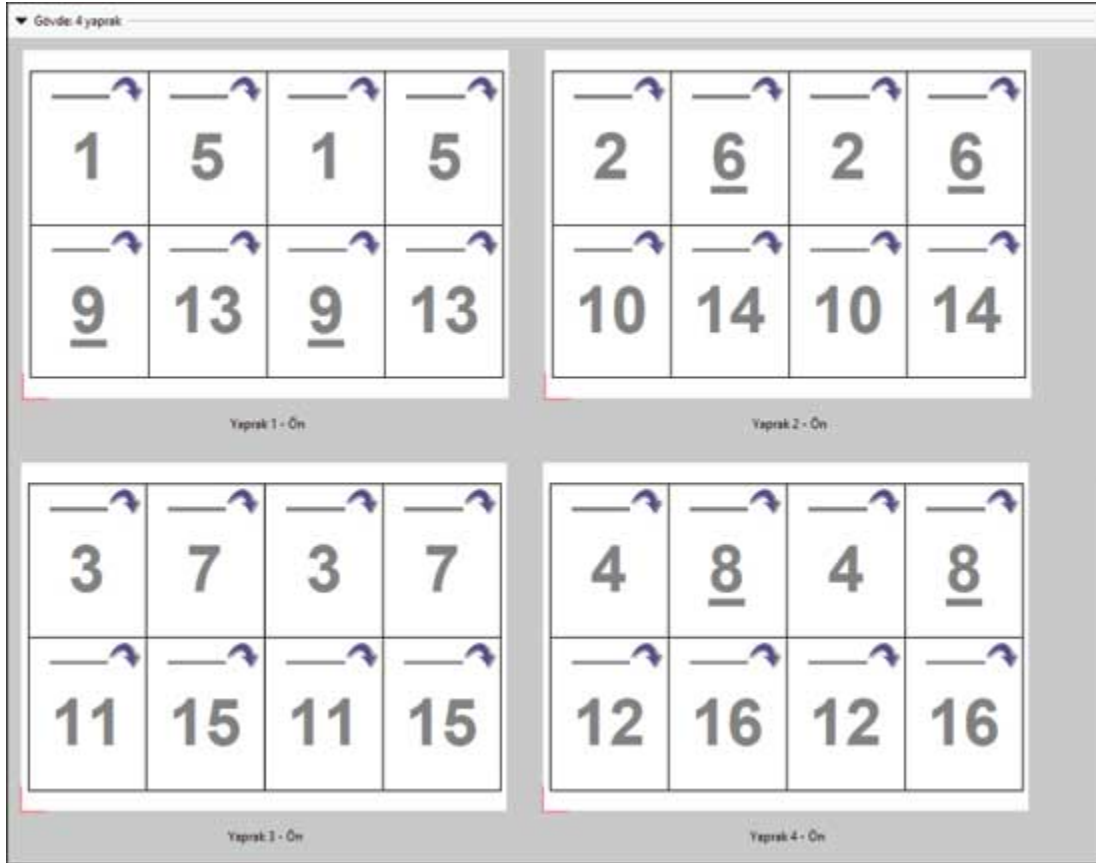 Gövde: 4 yaprak
1 5 1 5
9 13 9 13
Yaprak 1 - Ön
2 6 2 6
10 14 10 14
Yaprak 2 - Ön
3 7 3 7
11 15 11 15
Yaprak 3 - Ön
4 8 4 8
12 16 12 16
Yaprak 4 - Ön